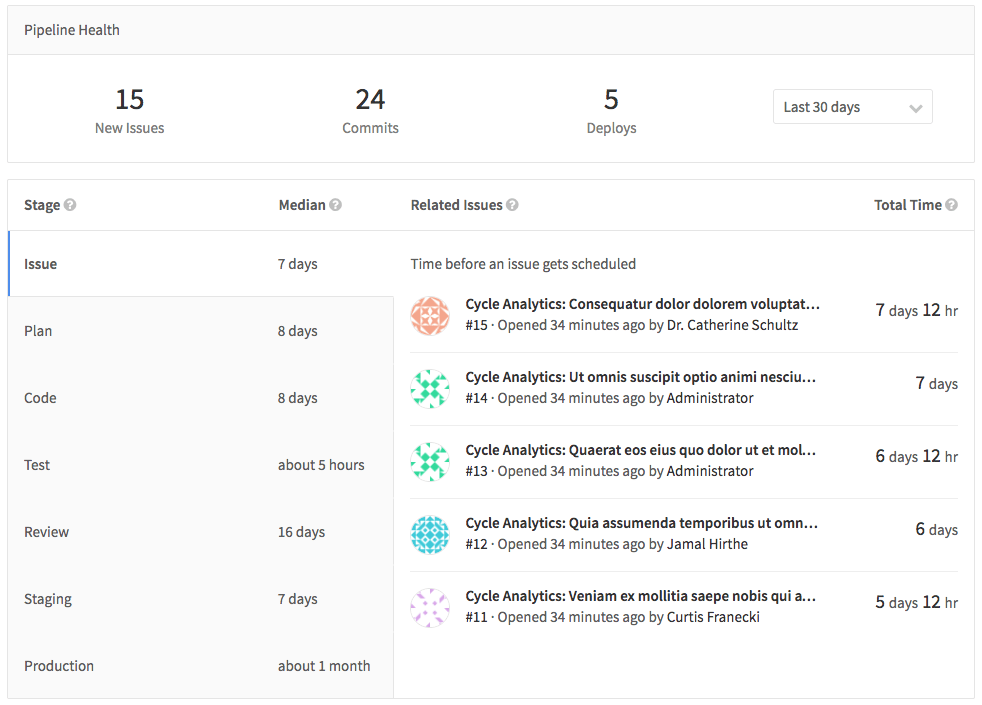 Pipeline Health
15
New Issues
24
Commits
5
Deploys
Last 30 days
Stage
Median
Related Issues
Total Time
Issue
7 days
Plan
8 days
Code
8 days
Test
about 5 hours
Review
16 days
Staging
7 days
Production
about 1 month
Time before an issue gets scheduled
Cycle Analytics: Consequatur dolor dolorem voluptat…
7 days 12 hr
#15 · Opened 34 minutes ago by Dr. Catherine Schultz
Cycle Analytics: Ut omnis suscipit optio animi nesciu…
7 days
#14 · Opened 34 minutes ago by Administrator
Cycle Analytics: Quaerat eos eius quo dolor ut et mol…
6 days 12 hr
#13 · Opened 34 minutes ago by Administrator
Cycle Analytics: Quia assumenda temporibus ut omn…
6 days
#12 · Opened 34 minutes ago by Jamal Hirthe
Cycle Analytics: Veniam ex mollitia saepe nobis qui a…
5 days 12 hr
#11 · Opened 34 minutes ago by Curtis Franecki